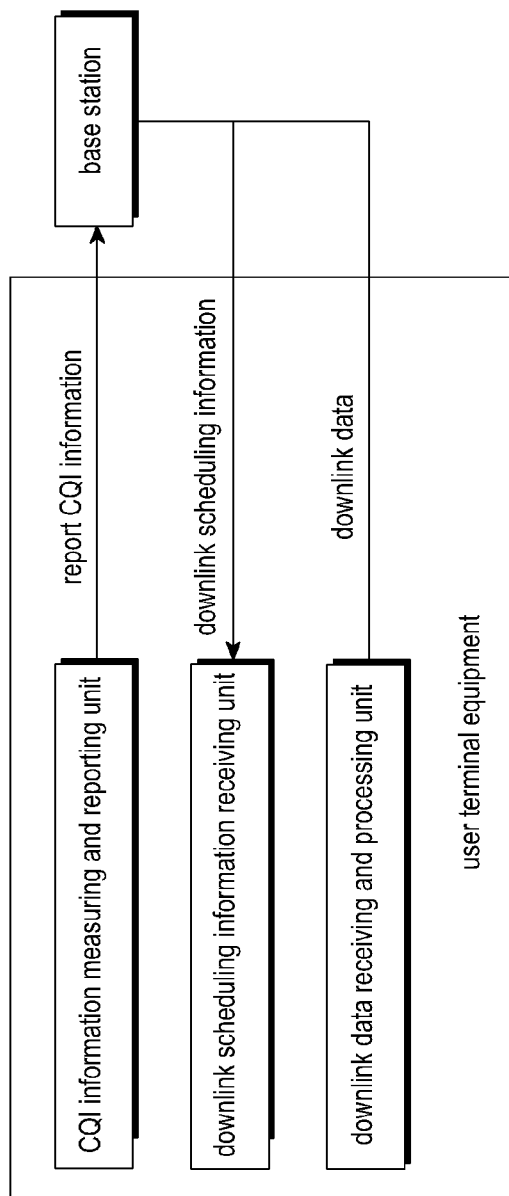 CQI information measuring and reporting unit
report CQI information
base station
downlink scheduling information receiving unit
downlink scheduling information
downlink data receiving and processing unit
downlink data
user terminal equipment